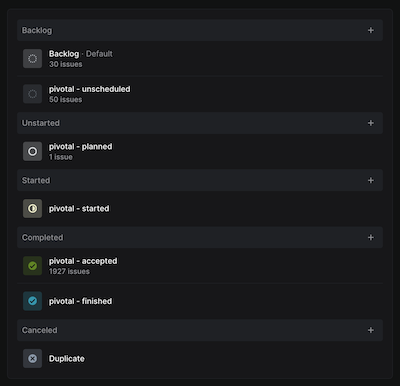 Backlog
Backlog · Default
30 issues
pivotal - unscheduled
50 issues
Unstarted
pivotal - planned
1 issue
Started
pivotal - started
Completed
pivotal - accepted
1927 issues
pivotal - finished
Canceled
Duplicate